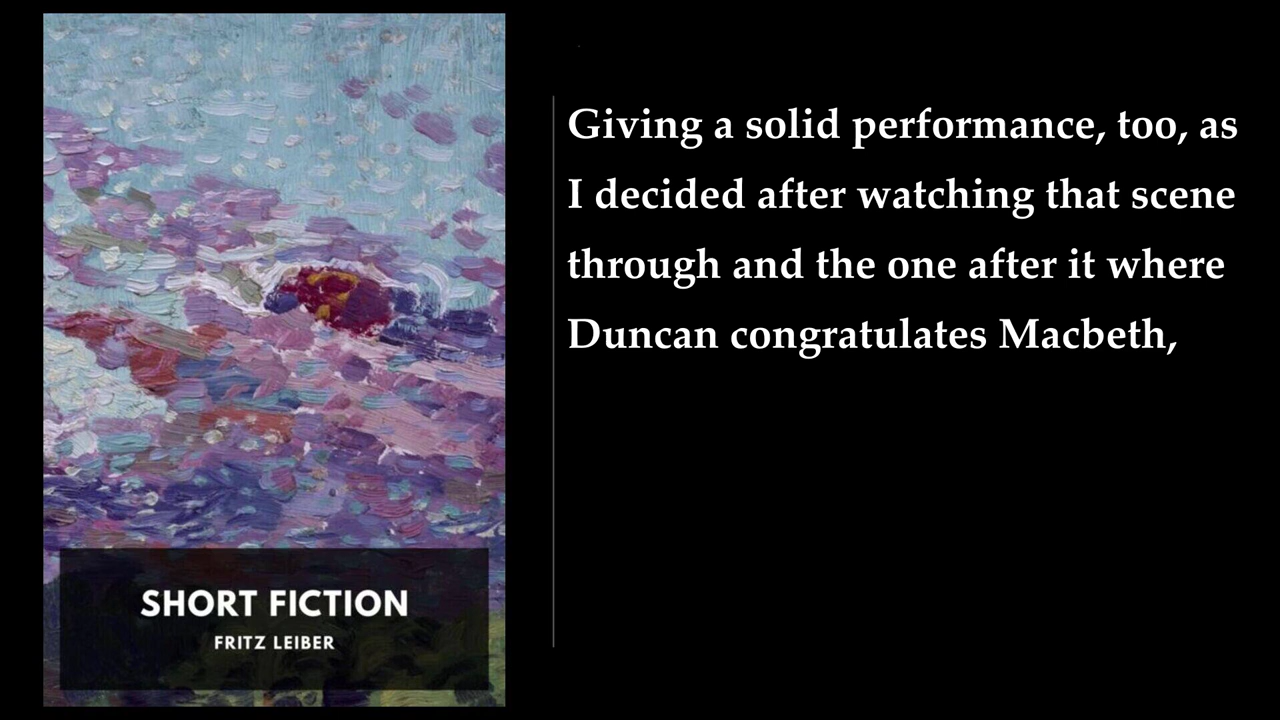 SHORT FICTION
FRITZ LEIBER
Giving a solid performance, too, as
I decided after watching that scene
through and the one after it where
Duncan congratulates Macbeth,